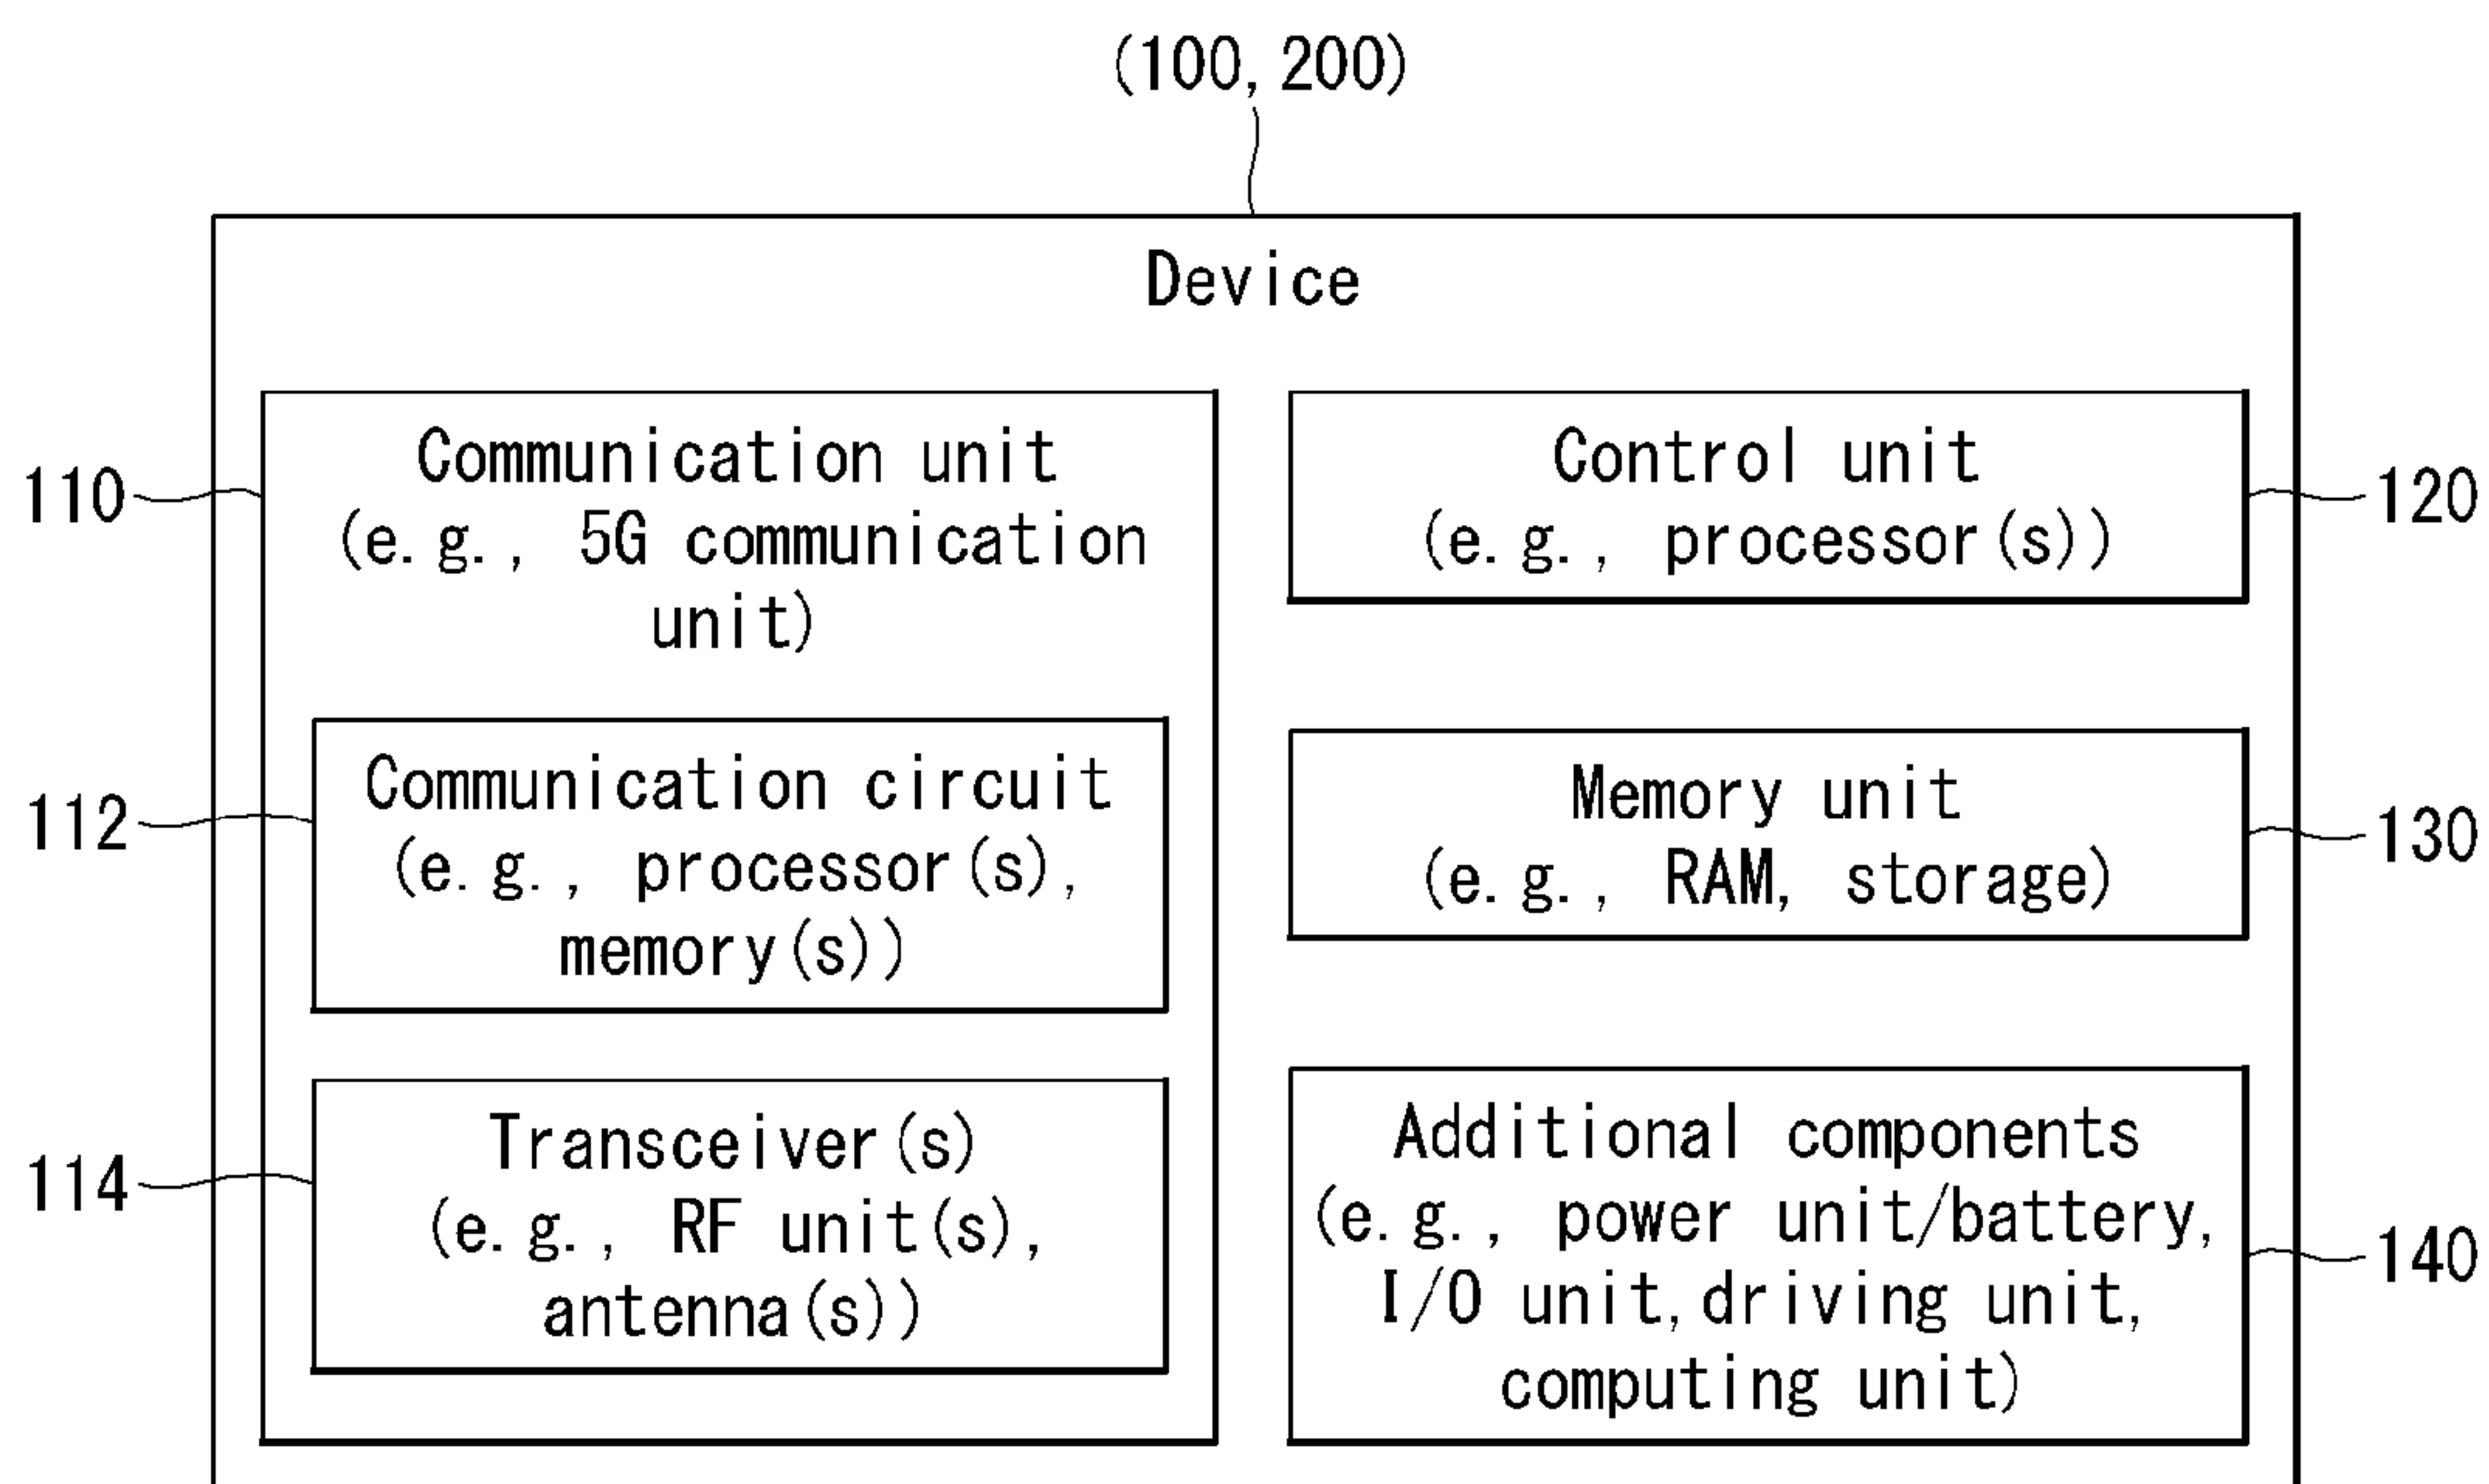 (100, 200)
Device
110
Communication unit
(e.g., 5G communication
unit)
112
Communication circuit
(e.g., processor(s),
memory(s))
114
Transceiver(s)
(e.g., RF unit(s),
antenna(s))
Control unit
(e.g., processor(s))
120
Memory unit
(e.g., RAM, storage)
130
Additional components
(e.g., power unit/battery,
I/O unit, driving unit,
computing unit)
140